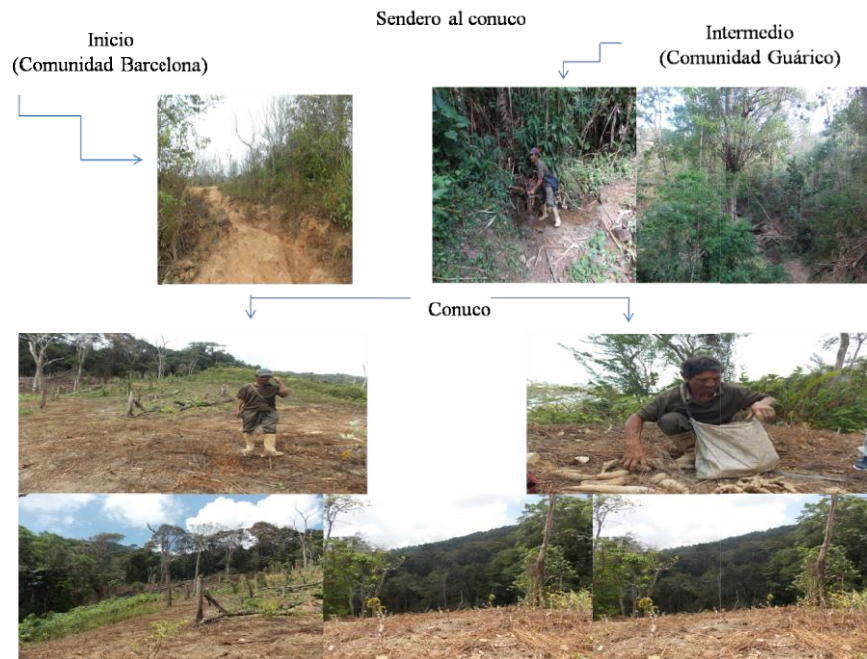 Sendero al conuco
Inicio
(Comunidad Barcelona)
Intermedio
(Comunidad Guárico)
Conuco